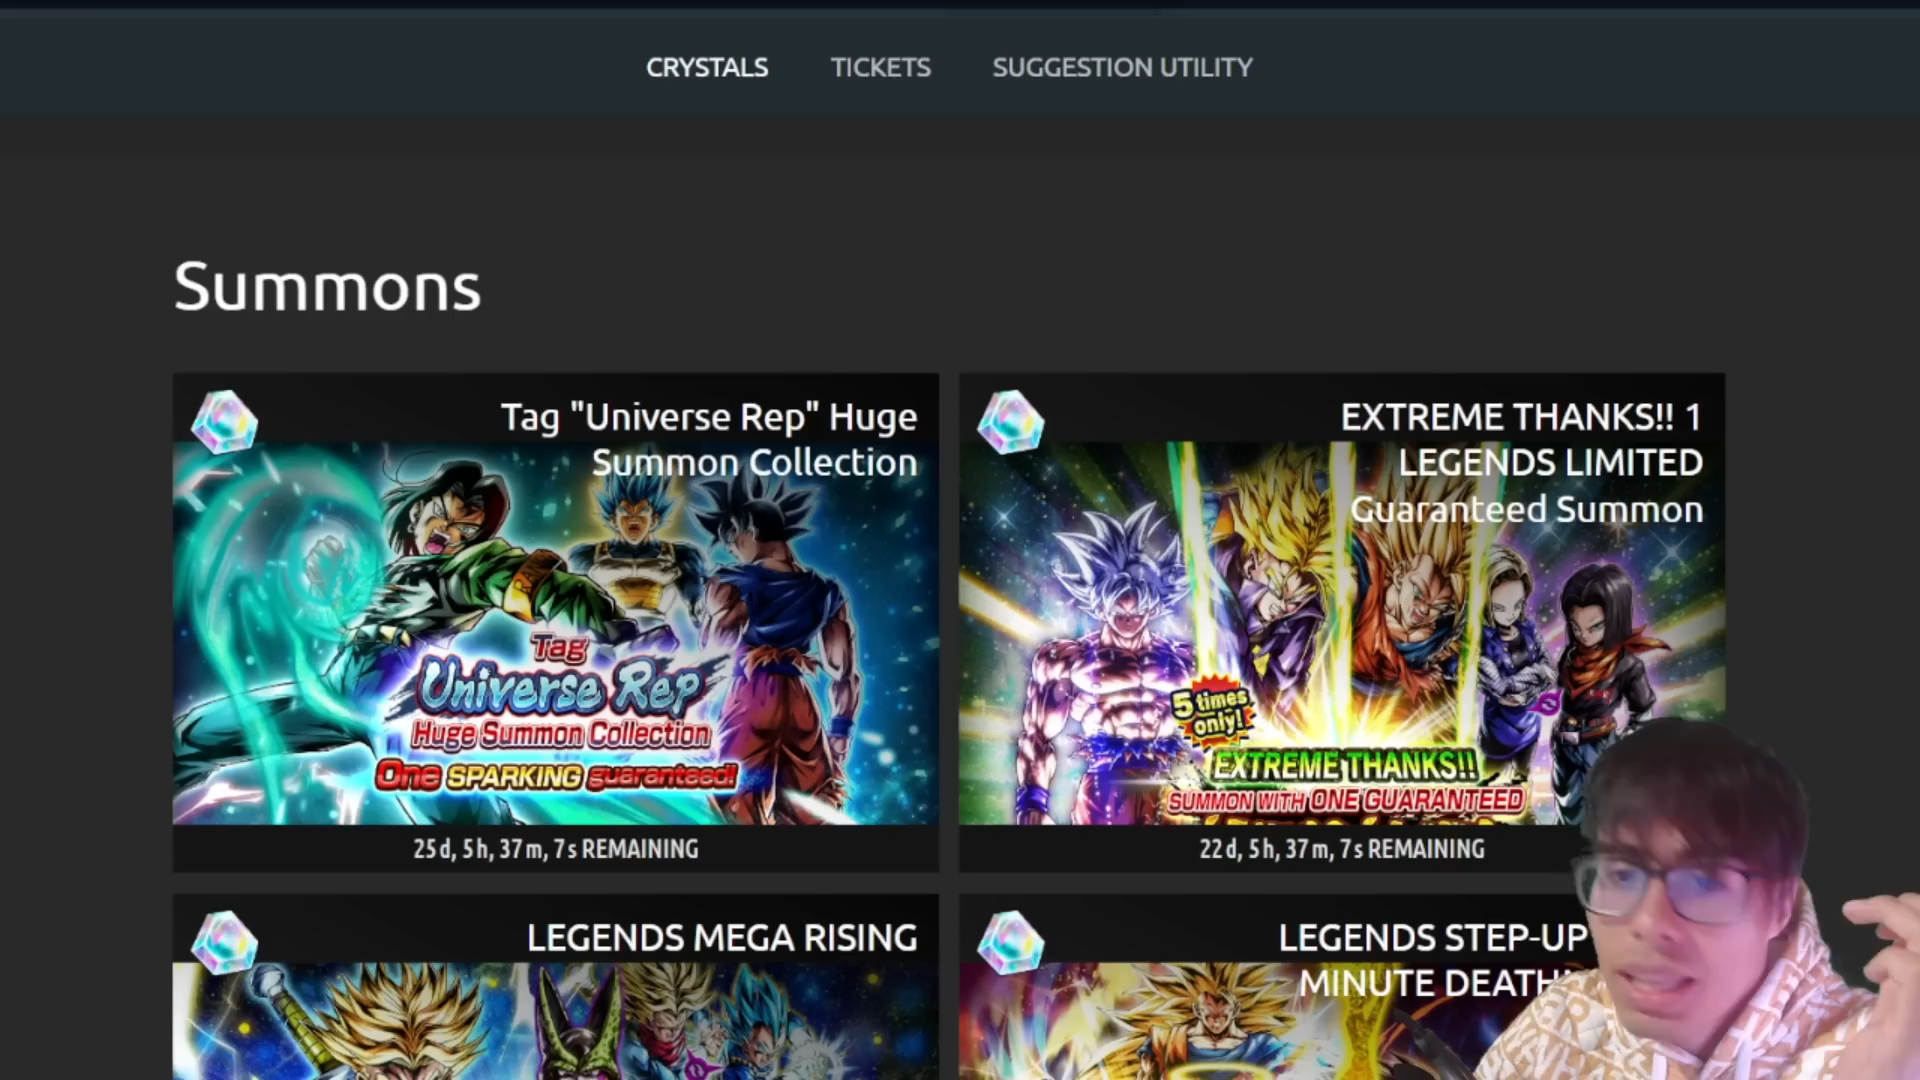 CRYSTALS
TICKETS
SUGGESTION UTILITY
Summons
Tag "Universe Rep" Huge
Summon Collection
Tag
Universe Rep
Huge Summon Collection
One SPARKING guaranteed!!
25d, 5h, 37m, 7s REMAINING
EXTREME THANKS!! 1
LEGENDS LIMITED
Guaranteed Summon
5 times
only!
EXTREME THANKS!!
SUMMON WITH ONE GUARANTEED
22d, 5h, 37m, 7s REMAINING
LEGENDS MEGA RISING
LEGENDS STEP-UP
MINUTE DEATH